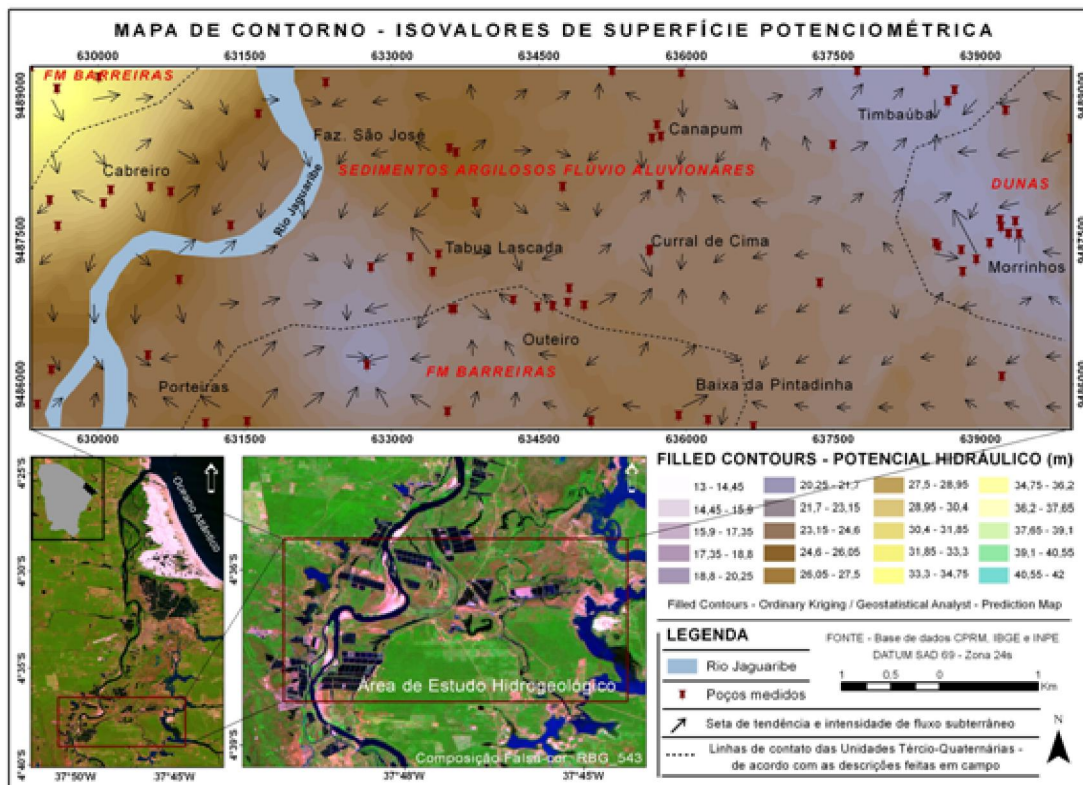 MAPA DE CONTORNO - ISOVALORES DE SUPERFÍCIE POTENCIOMÉTRICA
630000 631500 633000 634500 636000 637500 639000
9489000
9487500
9486000
9489000
9487500
9486000
FM BARREIRAS
Timbaúba
Faz. São José
Canapum
Cabreiro
SEDIMENTOS ARGILOSOS FLÚVIO ALUVIONARES
DUNAS
Rio Jaguaribe
Tabua Lascada
Curral de Cima
Morrinhos
Outeiro
FM BARREIRAS
Porteiras
Baixa da Pintadinha
630000 631500 633000 634500 636000 637500 639000
4°25'S
4°30'S
4°35'S
4°40'S
Oceano Atlântico
37°50'W 37°45'W
4°36'S
4°39'S
Área de Estudo Hidrogeológico
Composição Falsa cor RBG_543
37°48'W 37°45'W
FILLED CONTOURS - POTENCIAL HIDRÁULICO (m)
13 - 14,45 20,25 - 21,7 27,5 - 28,95 34,75 - 36,2
14,45 - 15,9 21,7 - 23,15 28,95 - 30,4 36,2 - 37,65
15,9 - 17,35 23,15 - 24,6 30,4 - 31,85 37,65 - 39,1
17,35 - 18,8 24,6 - 26,05 31,85 - 33,3 39,1 - 40,55
18,8 - 20,25 26,05 - 27,5 33,3 - 34,75 40,55 - 42
Filled Contours - Ordinary Kriging / Geostatistical Analyst - Prediction Map
LEGENDA
FONTE - Base de dados CPRM, IBGE e INPE
DATUM SAD 69 - Zona 24s
Rio Jaguaribe
1 0,5 0 1
Km
Poços medidos
Seta de tendência e intensidade de fluxo subterrâneo
N
Linhas de contato das Unidades Tércio-Quaternárias -
de acordo com as descrições feitas em campo